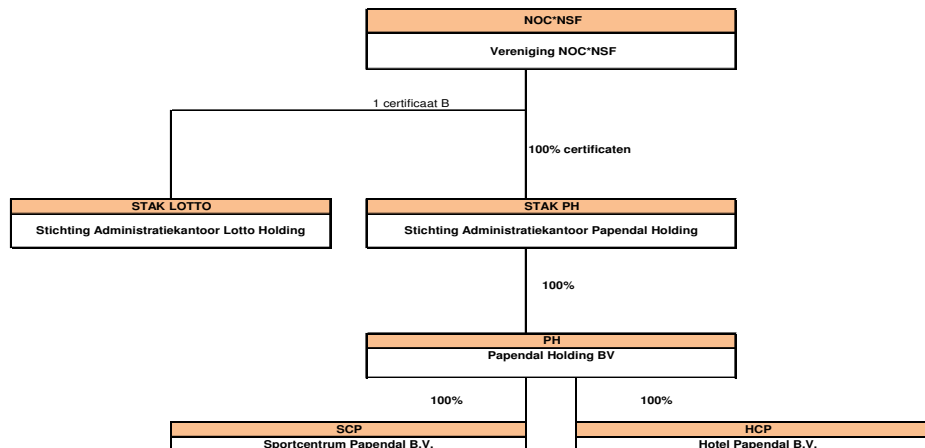 NOC*NSF
Vereniging NOC*NSF
1 certificaat B
100% certificaten
STAK LOTTO
Stichting Administratiekantoor Lotto Holding
STAK PH
Stichting Administratiekantoor Papendal Holding
100%
PH
Papendal Holding BV
100%
100%
SCP
Sportcentrum Papendal B.V.
HCP
Hotel Papendal B.V.